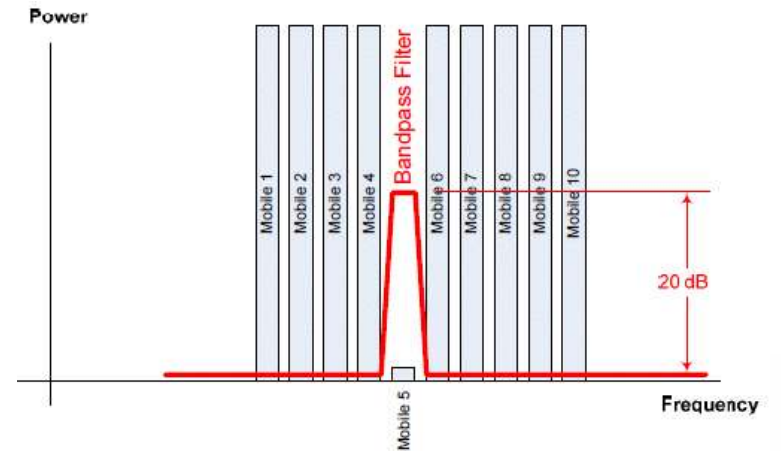 Power
Bandpass Filter
Mobile 1
Mobile 2
Mobile 3
Mobile 4
Mobile 6
Mobile 7
Mobile 8
Mobile 9
Mobile 10
20 dB
Mobile 5
Frequency